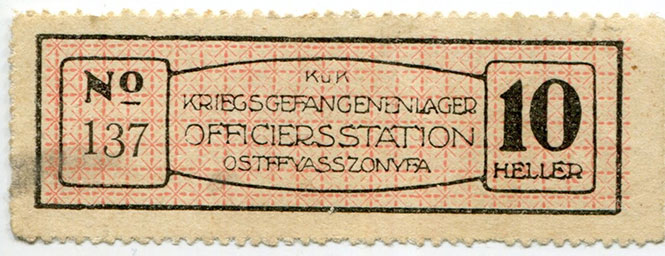 No
137
KuK
KRIEGSGEFANGENENLAGER
OFFICIERSSTATION
OSTFFYASSZONYFA
10
HELLER